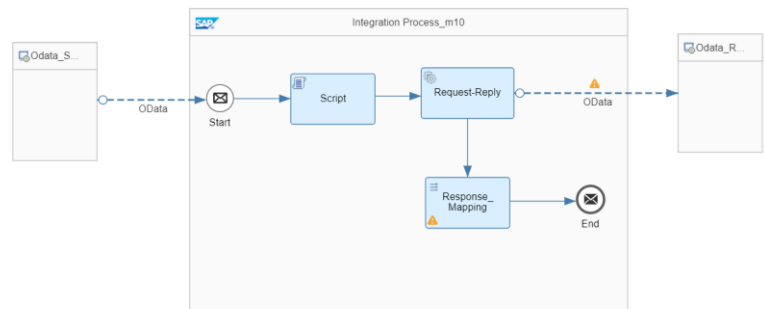 SAP
Integration Process_m10
Odata_S...
Odata_R...
Script
Request-Reply
OData
Start
OData
Response_
Mapping
End